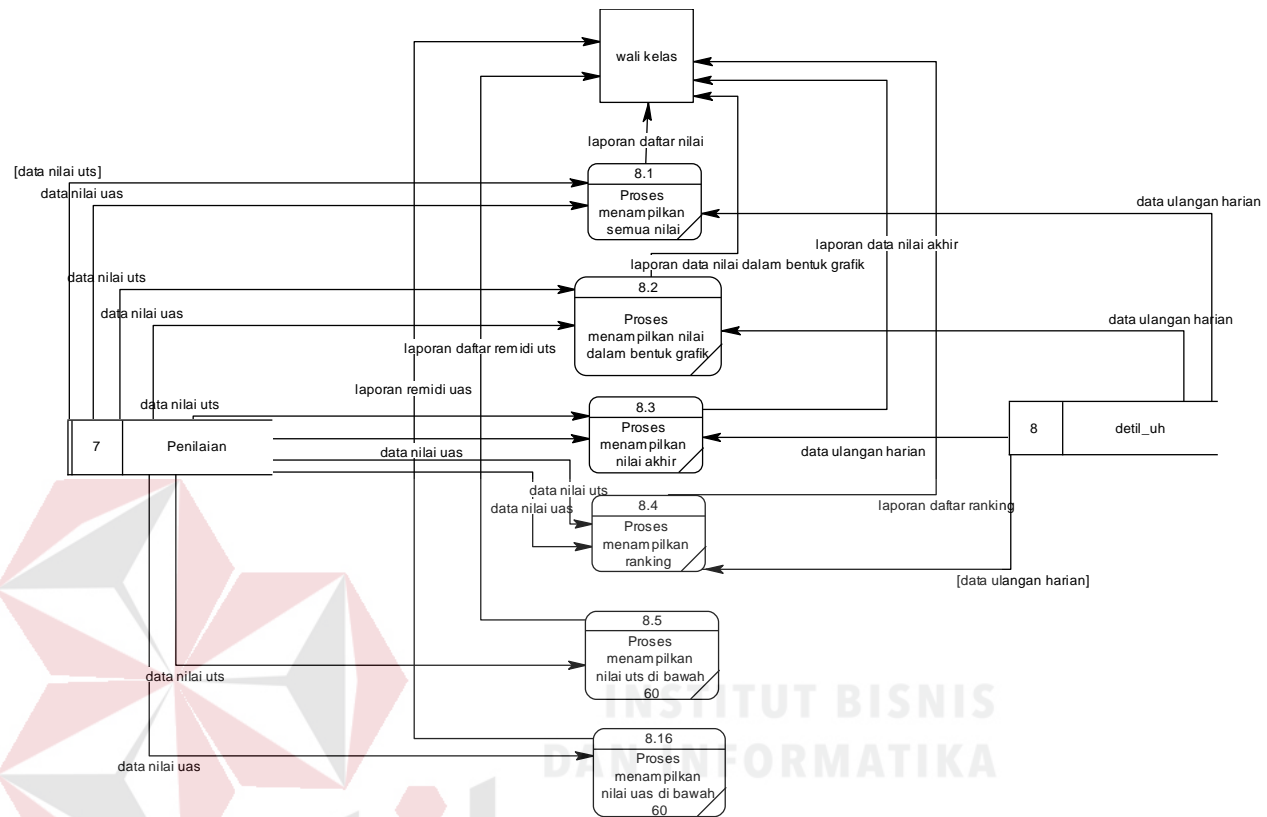 wali kelas
laporan daftar nilai
[data nilai uts]
8.1
data nilai uas
Proses
menampilkan
semua nilai
data ulangan harian
laporan data nilai akhir
laporan data nilai dalam bentuk grafik
data nilai uts
8.2
data nilai uas
Proses
menampilkan nilai
dalam bentuk grafik
data ulangan harian
laporan daftar remidi uts
laporan remidi uas
data nilai uts
8.3
Proses
menampilkan
nilai akhir
7
Penilaian
8
detil_uh
data nilai uas
data ulangan harian
data nilai uts
data nilai uas
8.4
Proses
menampilkan
ranking
laporan daftar ranking
[data ulangan harian]
8.5
Proses
menampilkan
nilai uts di bawah
60
data nilai uts
INSTITUT BISNIS
DAN INFORMATIKA
8.16
Proses
menampilkan
nilai uas di bawah
60
data nilai uas